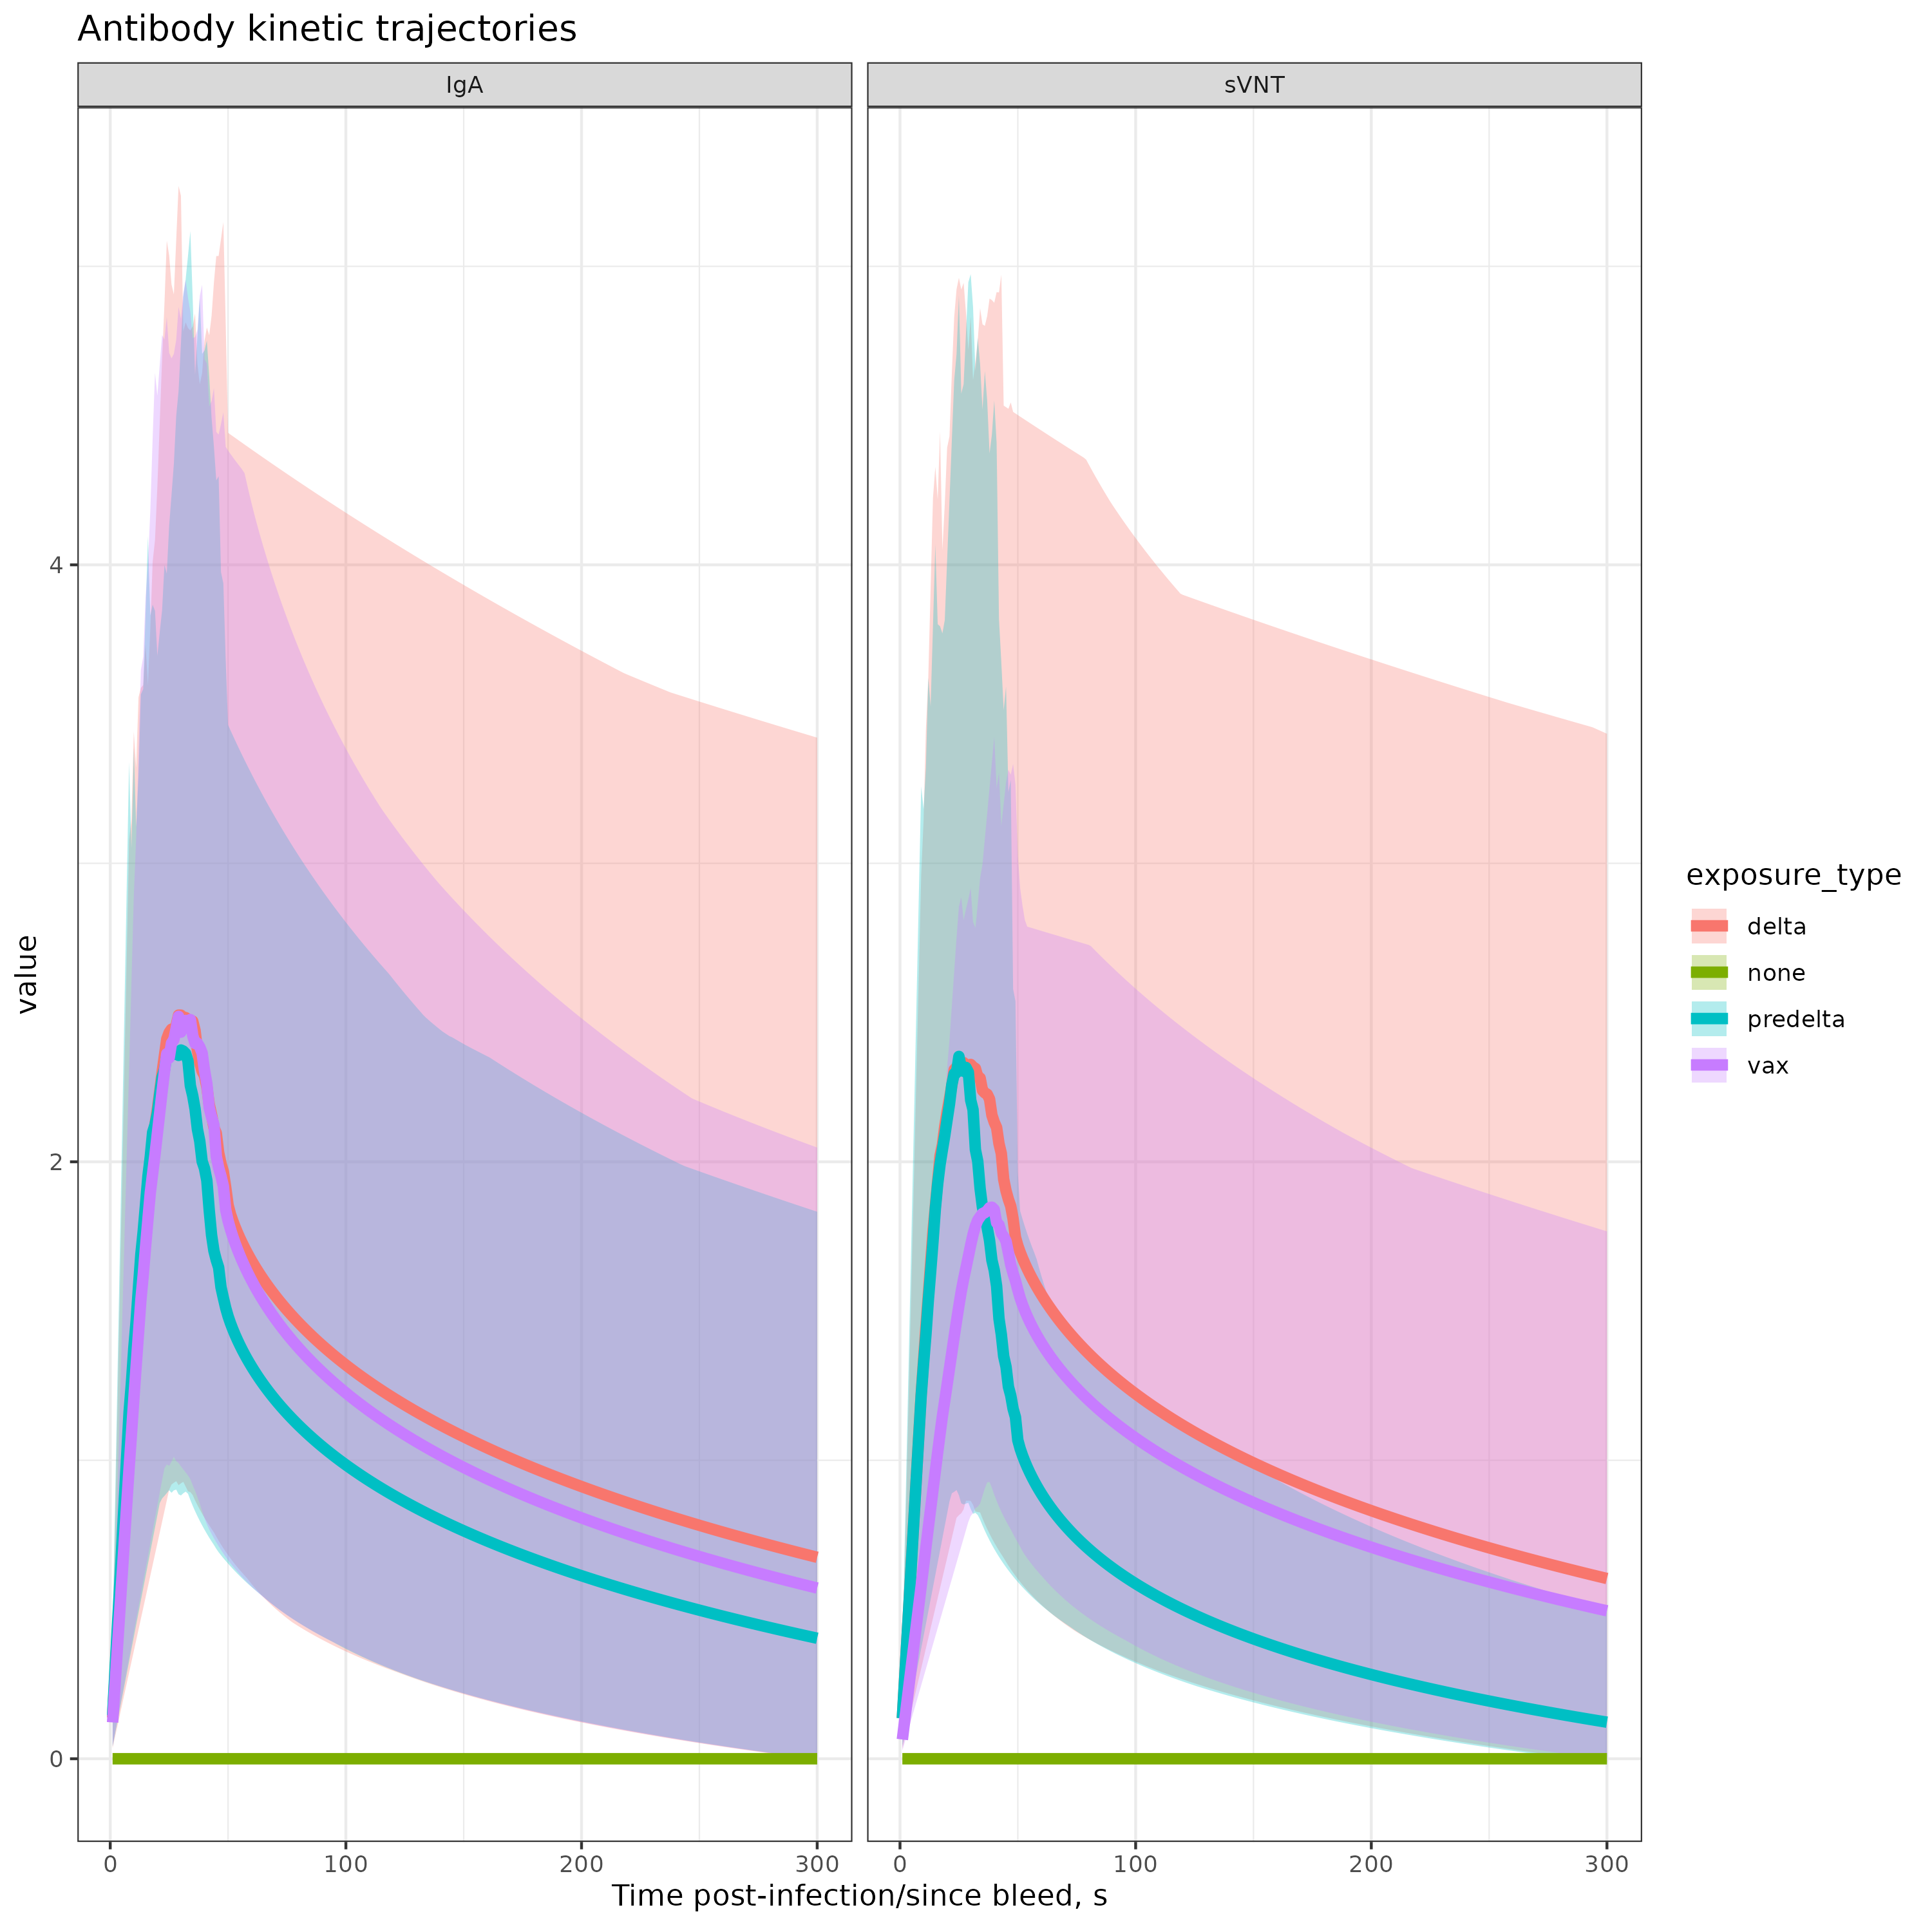 Antibody kinetic trajectories
IgA
sVNT
value
4
2
0
0
100
200
300
0
100
200
300
Time post-infection/since bleed, s
exposure_type
delta
none
predelta
vax